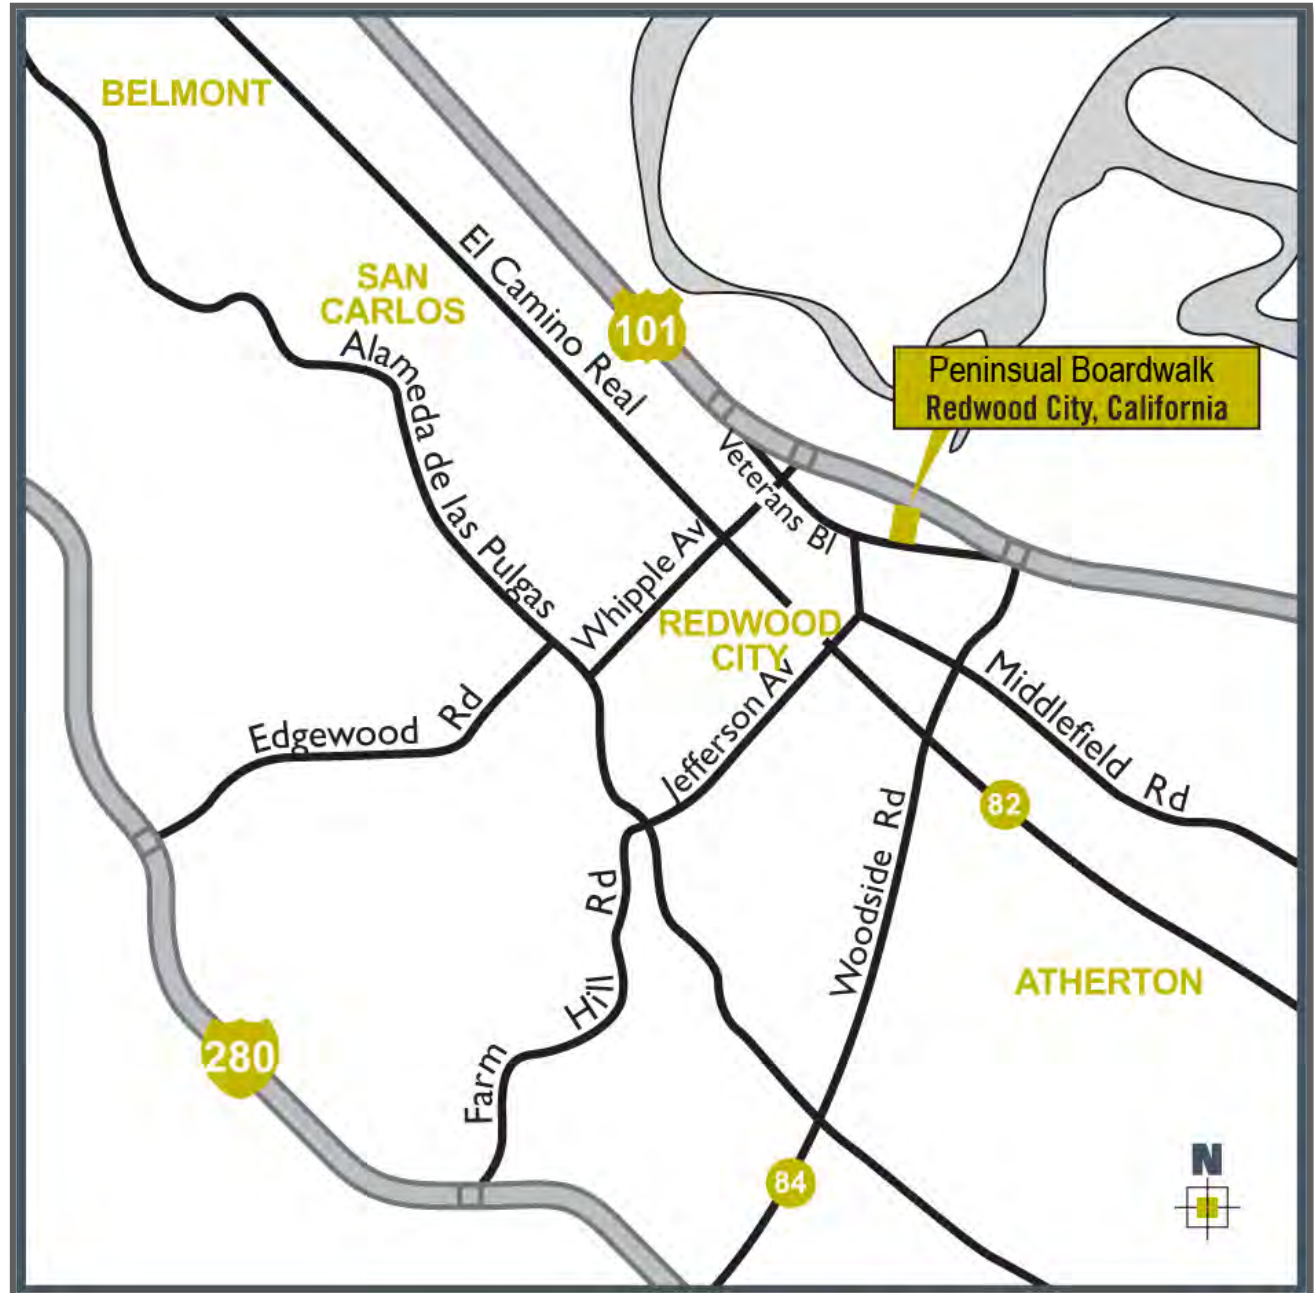 BELMONT
SAN
CARLOS
El Camino Real
101
Alameda de las Pulgas
Peninsual Boardwalk
Redwood City, California
Veterans Bl
Whipple Av
REDWOOD
CITY
Jefferson Av
Edgewood Rd
Middlefield Rd
82
Woodside Rd
Farm Hill Rd
ATHERTON
280
84
N